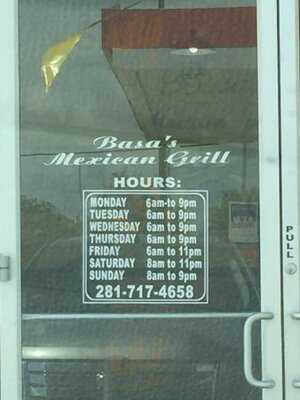 Basa's
Mexican Grill
HOURS:
MONDAY 6am-to 9pm
TUESDAY 6am to 9pm
WEDNESDAY 6am to 9pm
THURSDAY 6am to 9pm
FRIDAY 6am to 11pm
SATURDAY 8am to 11pm
SUNDAY 8am to 9pm
281-717-4658
PULL